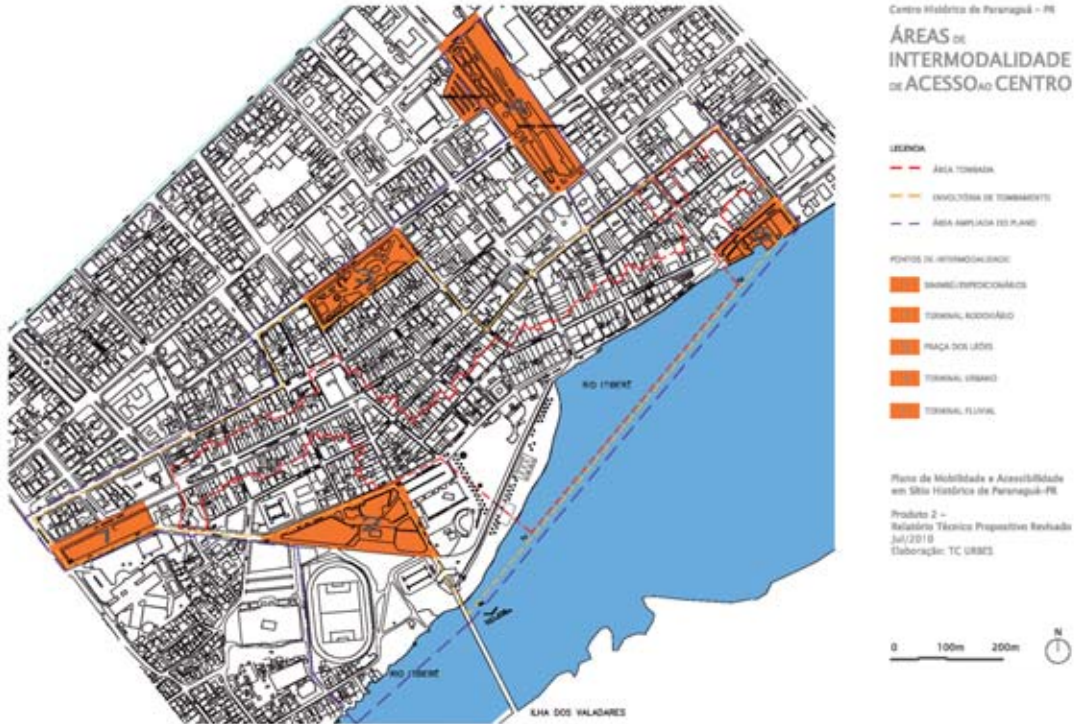 Centro Histórico de Paranaguá - PR
ÁREAS DE
INTERMODALIDADE
DE ACESSO AO CENTRO
LEGENDA
ÁREA TOMBADA
ENVOLTÓRIA DE TOMBAMENTO
ÁREA AMPLIADA DO PLANO
PONTOS DE INTERMODALIDADE
EXPEDICIONÁRIOS
TERMINAL RODOVIÁRIO
PRAÇA DOS LEÕES
TERMINAL URBANO
TERMINAL FLUVIAL
RIO ITIBERÊ
RIO ITIBERÊ
ILHA DOS VALADARES
Plano de Mobilidade e Acessibilidade
em Sítio Histórico de Paranaguá-PR
Produto 2 -
Relatório Técnico Propositivo Revisado
Jul/2010
Elaboração: TC URBES
0 100m 200m
N